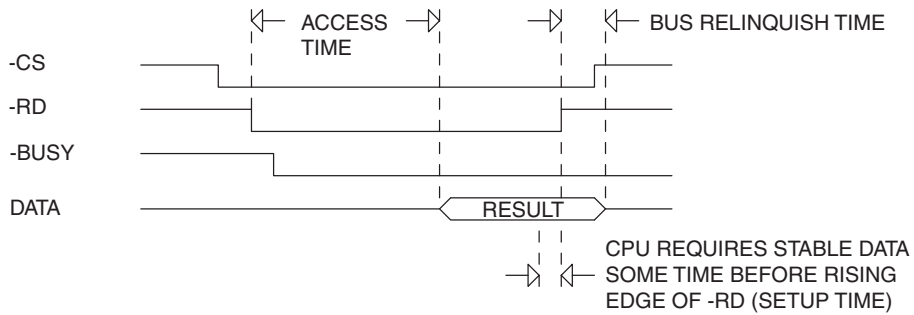 ACCESS
TIME
BUS RELINQUISH TIME
-CS
-RD
-BUSY
DATA
RESULT
CPU REQUIRES STABLE DATA
SOME TIME BEFORE RISING
EDGE OF -RD (SETUP TIME)